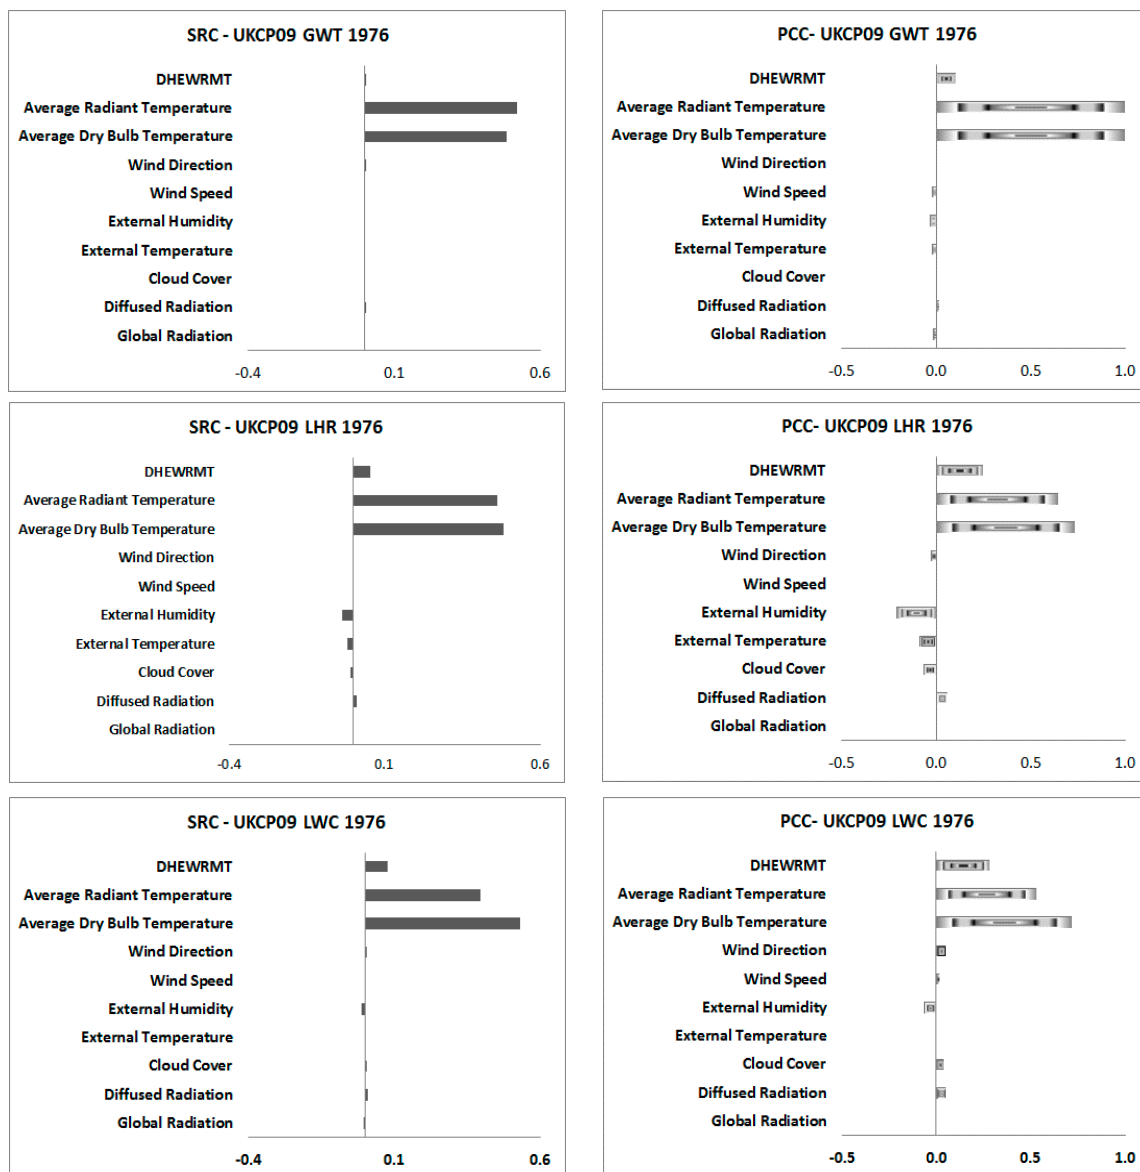 SRC - UKCP09 GWT 1976
DHEWRMT
Average Radiant Temperature
Average Dry Bulb Temperature
Wind Direction
Wind Speed
External Humidity
External Temperature
Cloud Cover
Diffused Radiation
Global Radiation
-0.4 0.1 0.6
PCC- UKCP09 GWT 1976
DHEWRMT
Average Radiant Temperature
Average Dry Bulb Temperature
Wind Direction
Wind Speed
External Humidity
External Temperature
Cloud Cover
Diffused Radiation
Global Radiation
-0.5 0.0 0.5 1.0
SRC - UKCP09 LHR 1976
DHEWRMT
Average Radiant Temperature
Average Dry Bulb Temperature
Wind Direction
Wind Speed
External Humidity
External Temperature
Cloud Cover
Diffused Radiation
Global Radiation
-0.4 0.1 0.6
PCC- UKCP09 LHR 1976
DHEWRMT
Average Radiant Temperature
Average Dry Bulb Temperature
Wind Direction
Wind Speed
External Humidity
External Temperature
Cloud Cover
Diffused Radiation
Global Radiation
-0.5 0.0 0.5 1.0
SRC - UKCP09 LWC 1976
DHEWRMT
Average Radiant Temperature
Average Dry Bulb Temperature
Wind Direction
Wind Speed
External Humidity
External Temperature
Cloud Cover
Diffused Radiation
Global Radiation
-0.4 0.1 0.6
PCC- UKCP09 LWC 1976
DHEWRMT
Average Radiant Temperature
Average Dry Bulb Temperature
Wind Direction
Wind Speed
External Humidity
External Temperature
Cloud Cover
Diffused Radiation
Global Radiation
-0.5 0.0 0.5 1.0